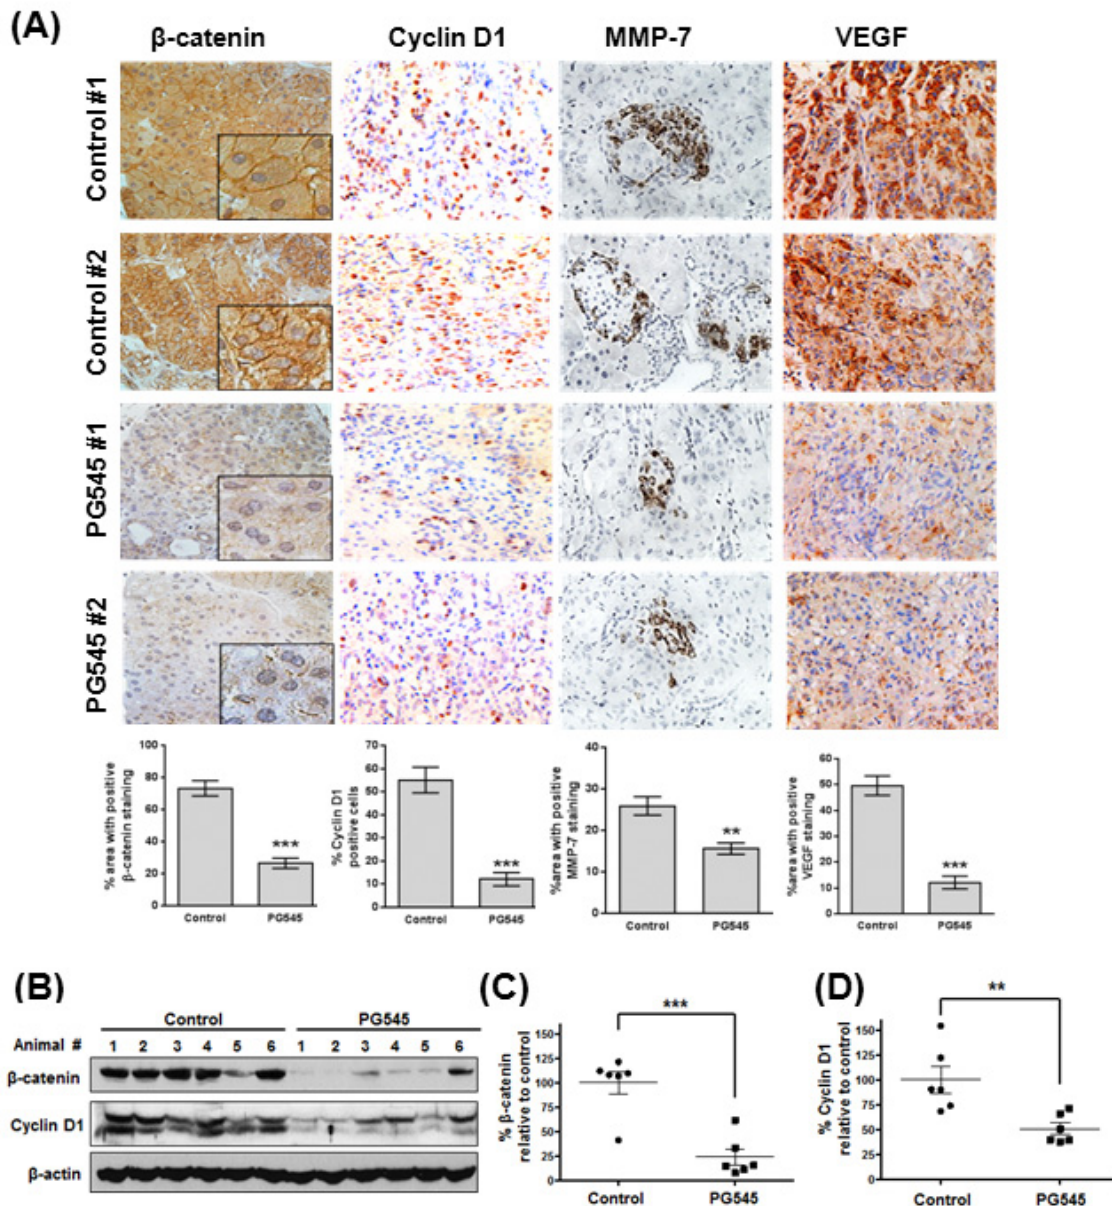 (A)
β-catenin Cyclin D1 MMP-7 VEGF
Control #1
Control #2
PG545 #1
PG545 #2
% area with positive
β-catenin staining
100
80
60
40
20
0
***
Control PG545
% Cyclin D1
positive cells
70
60
50
40
30
20
10
0
***
Control PG545
%area with positive
MMP-7 staining
40
30
20
10
0
**
Control PG545
%area with positive
VEGF staining
60
50
40
30
20
10
0
***
Control PG545
(B)
Control PG545
Animal # 1 2 3 4 5 6 1 2 3 4 5 6
β-catenin
Cyclin D1
β-actin
(C)
***
% β-catenin
relative to control
150
125
100
75
50
25
0
Control PG545
(D)
**
% Cyclin D1
relative to control
150
125
100
75
50
25
0
Control PG545